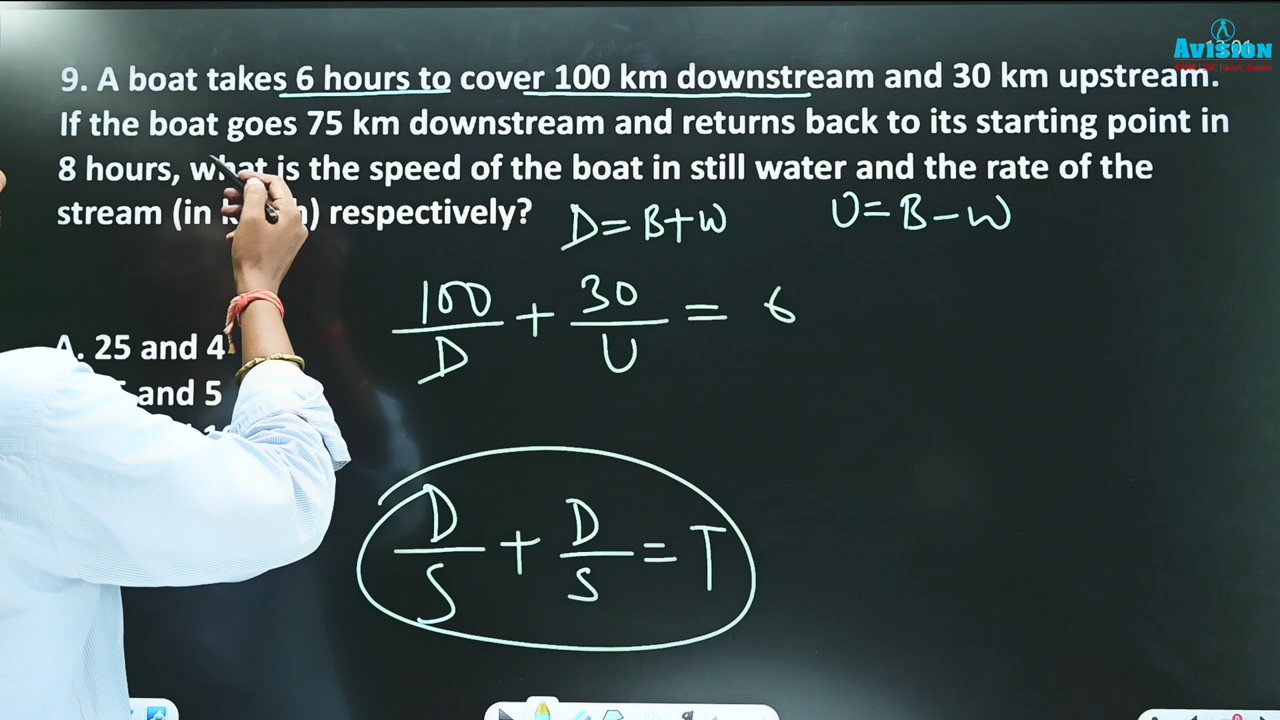 AVISION
9. A boat takes 6 hours to cover 100 km downstream and 30 km upstream.
If the boat goes 75 km downstream and returns back to its starting point in
8 hours, what is the speed of the boat in still water and the rate of the
stream (in respectively?
D=B+W U=B-W
100/D + 30/U = 6
A. 25 and 4
and 5
D/S + D/S = T